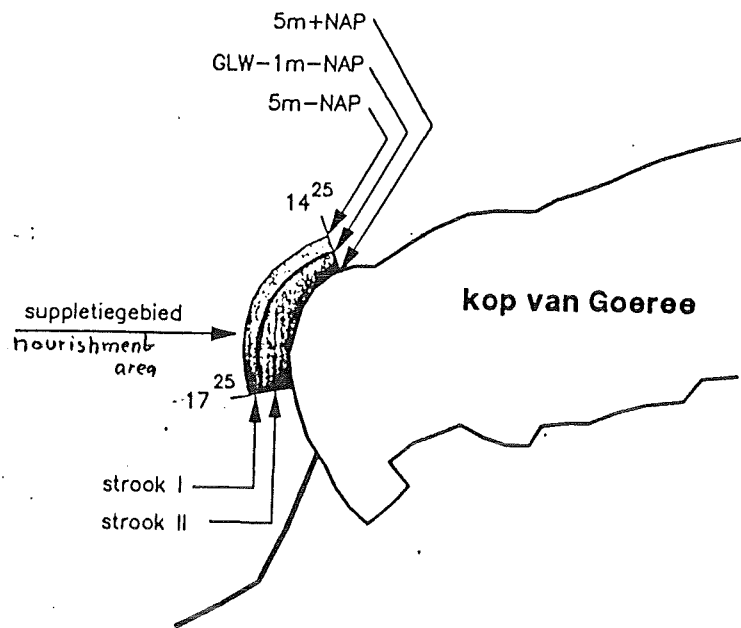 5m+NAP
GLW-1m-NAP
5m-NAP
14 25
suppletiegebied
nourishment
area
kop van Goeree
17 25
strook I
strook II